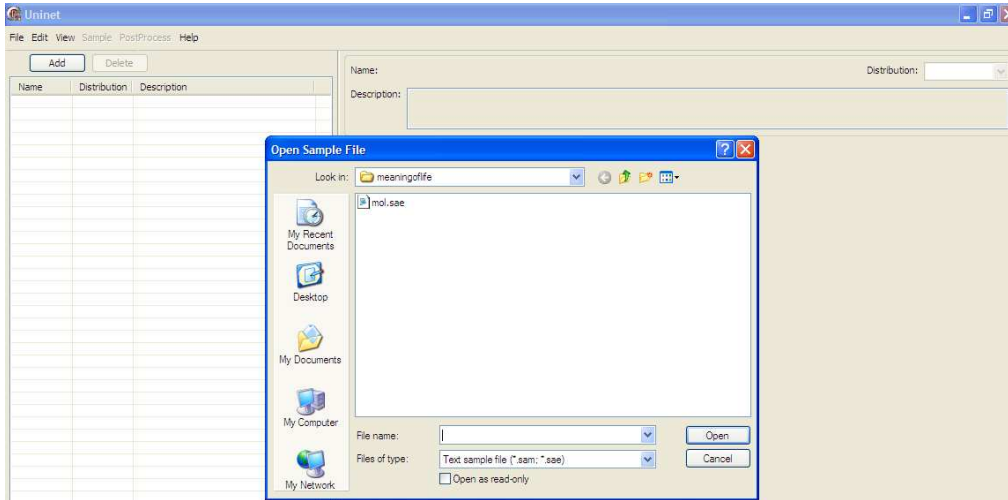 Uninet
File Edit View Sample PostProcess Help
Add Delete
Name Distribution Description
Name: Distribution:
Description:
Open Sample File
Look in: meaningoflife
mol.sae
My Recent
Documents
Desktop
My Documents
My Computer
My Network
File name: Open
Files of type: Text sample file (*.sam; *.sae) Cancel
Open as read-only